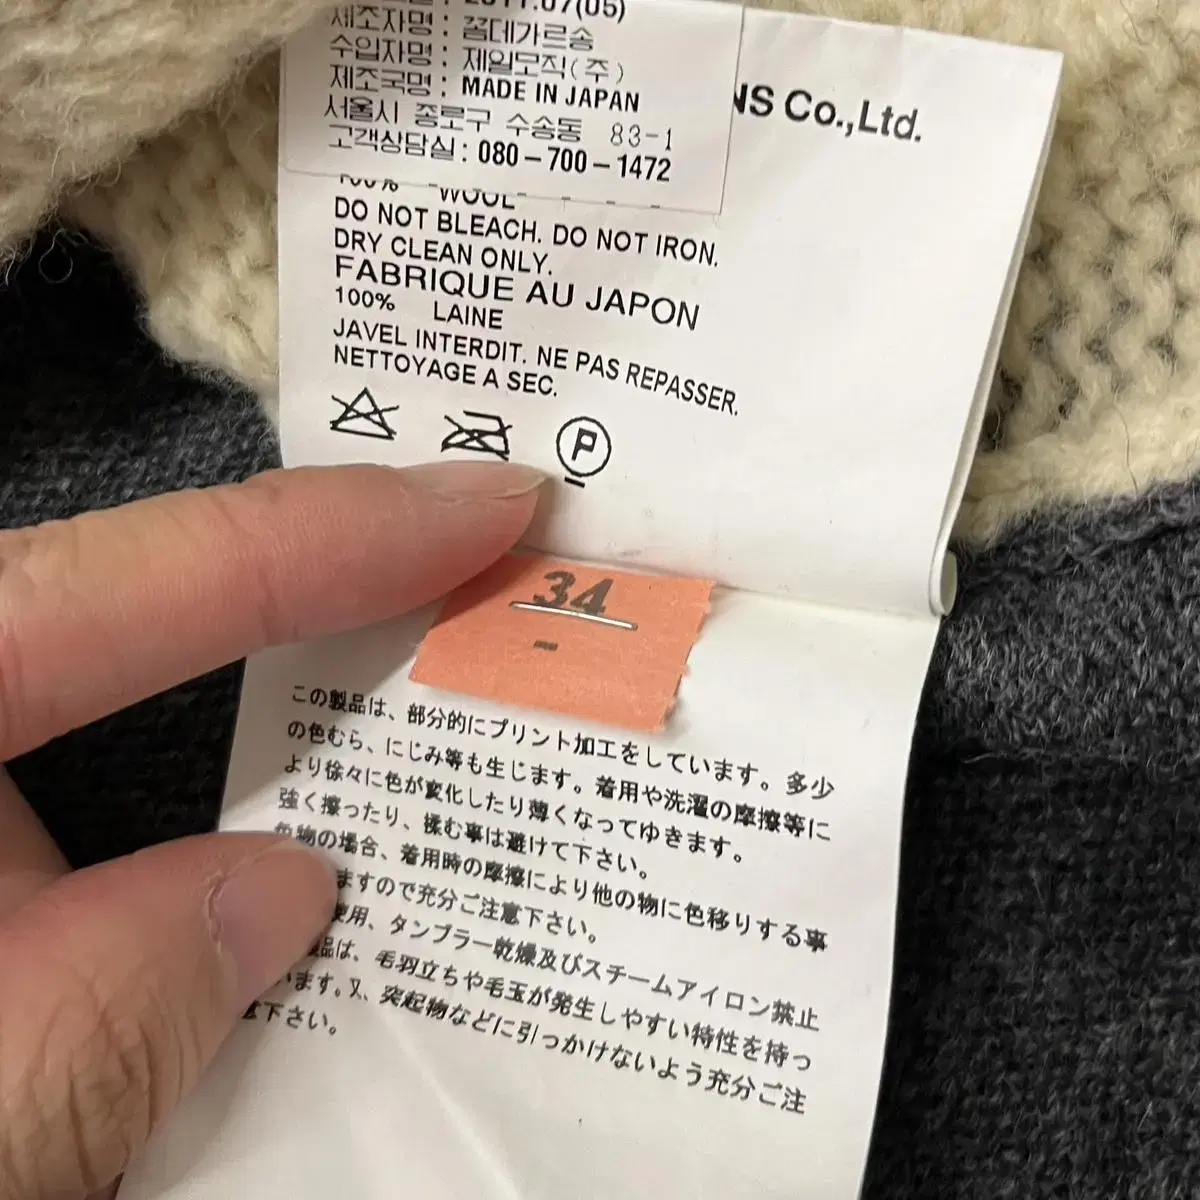 2011.07(05)
제조자명 : 꼼데가르송
수입자명 : 제일모직(주)
제조국명 : MADE IN JAPAN
서울시 종로구 수송동 83-1
고객상담실 : 080-700-1472
NS Co.,Ltd.
100% WOOL
DO NOT BLEACH. DO NOT IRON.
DRY CLEAN ONLY.
FABRIQUE AU JAPON
100% LAINE
JAVEL INTERDIT. NE PAS REPASSER.
NETTOYAGE A SEC.
P
34
-
この製品は、部分的にプリント加工をしています。多少
の色むら、にじみ等も生じます。着用や洗濯の摩擦等に
より徐々に色が変化したり薄くなってゆきます。
強く擦ったり、揉む事は避けて下さい。
色物の場合、着用時の摩擦により他の物に色移りする事
ますので充分ご注意下さい。
使用、タンブラー乾燥及びスチームアイロン禁止
製品は、毛羽立ちや毛玉が発生しやすい特性を持っ
います。又、突起物などに引っかけないよう充分ご注
意下さい。